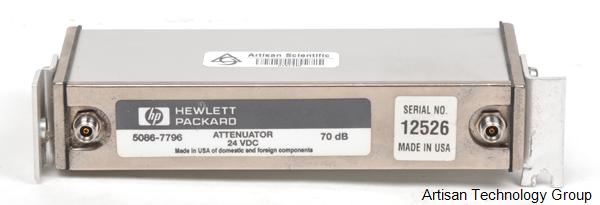 Artisan Scientific
hp HEWLETT
PACKARD
5086-7796 ATTENUATOR 70 dB
24 VDC
Made in USA of domestic and foreign components
SERIAL NO.
12526
MADE IN USA
Artisan Technology Group